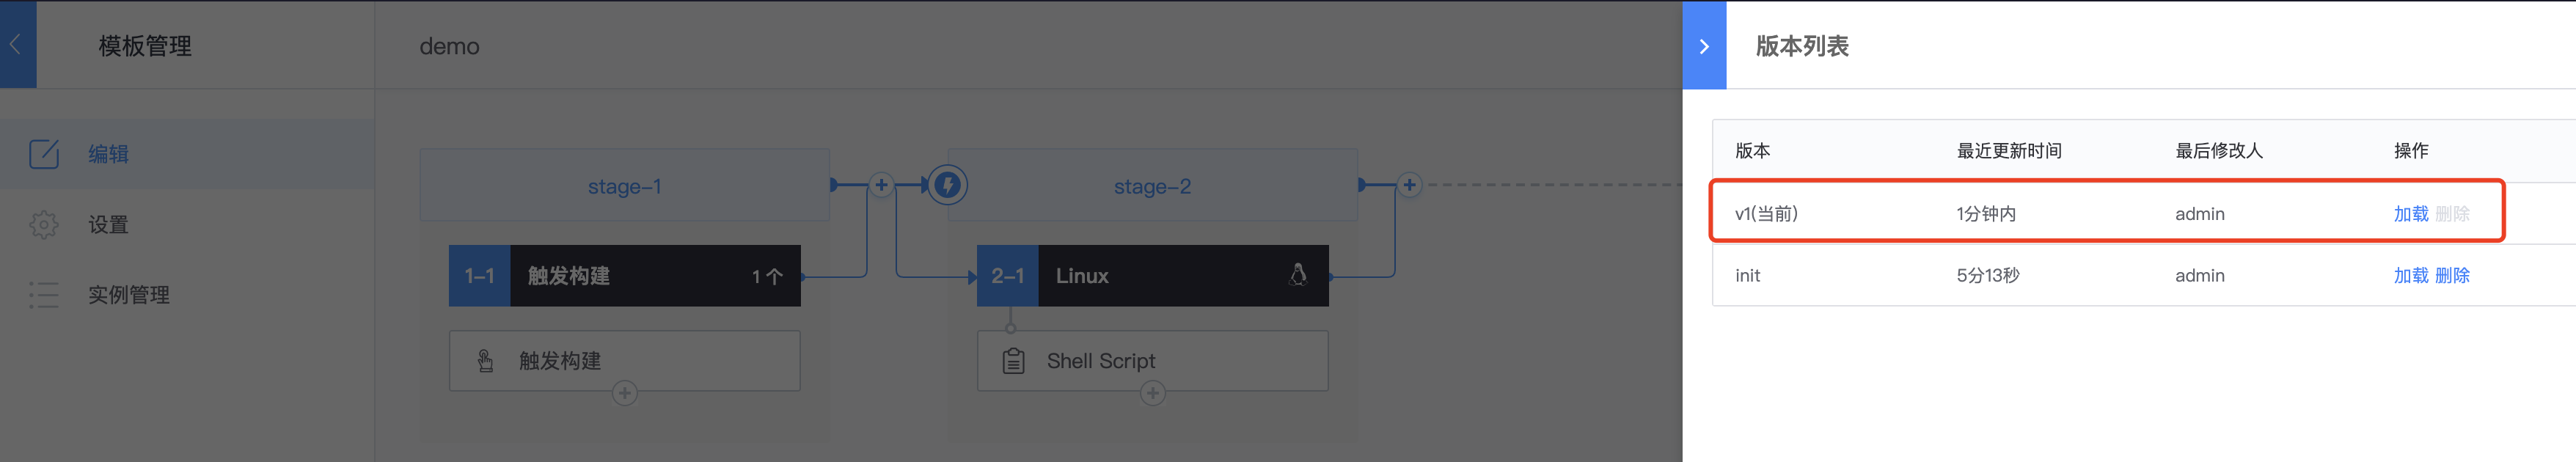 模板管理
demo
版本列表
编辑
设置
实例管理
stage-1
stage-2
1-1 触发构建 1个
2-1 Linux
触发构建
Shell Script
版本 最近更新时间 最后修改人 操作
v1(当前) 1分钟内 admin 加载 删除
init 5分13秒 admin 加载 删除